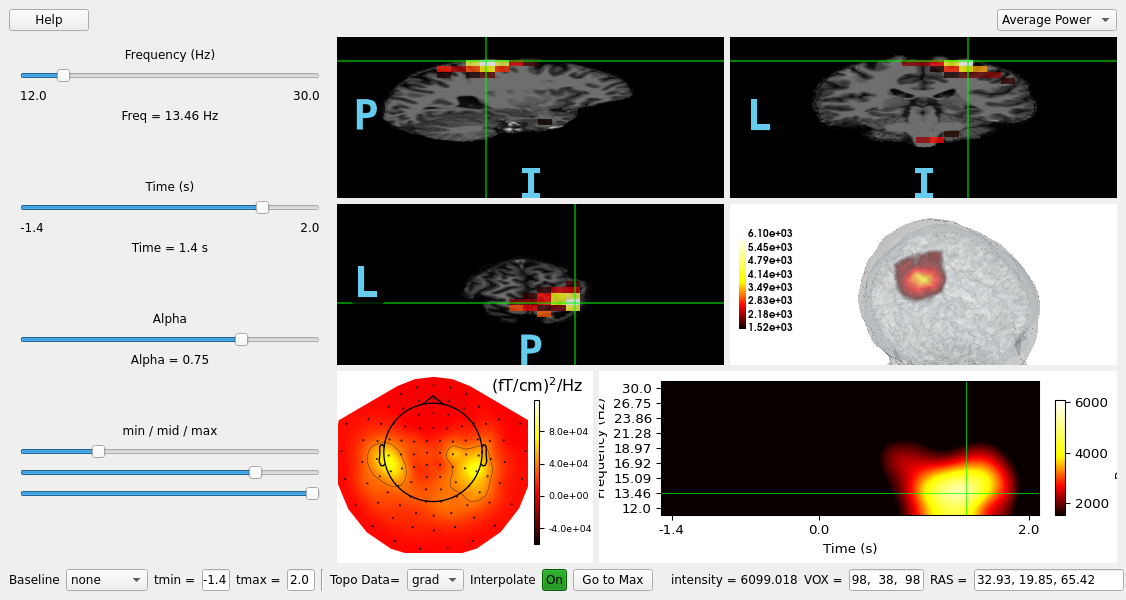 Help
Average Power
Frequency (Hz)
12.0 30.0
Freq = 13.46 Hz
Time (s)
-1.4 2.0
Time = 1.4 s
Alpha
Alpha = 0.75
min / mid / max
P
I
L
I
L
P
6.10e+03
5.45e+03
4.79e+03
4.14e+03
3.49e+03
2.83e+03
2.18e+03
1.52e+03
(fT/cm)²/Hz
8.0e+04
4.0e+04
0.0e+00
-4.0e+04
Frequency (Hz)
30.0
26.75
23.86
21.28
18.97
16.92
15.09
13.46
12.0
-1.4 0.0 2.0
Time (s)
6000
4000
2000
Baseline none tmin = -1.4 tmax = 2.0 Topo Data= grad Interpolate On Go to Max intensity = 6099.018 VOX = 98, 38, 98 RAS = 32.93, 19.85, 65.42